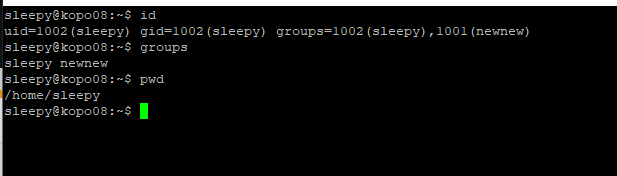 sleepy@kopo08:~$ id
uid=1002(sleepy) gid=1002(sleepy) groups=1002(sleepy),1001(newnew)
sleepy@kopo08:~$ groups
sleepy newnew
sleepy@kopo08:~$ pwd
/home/sleepy
sleepy@kopo08:~$